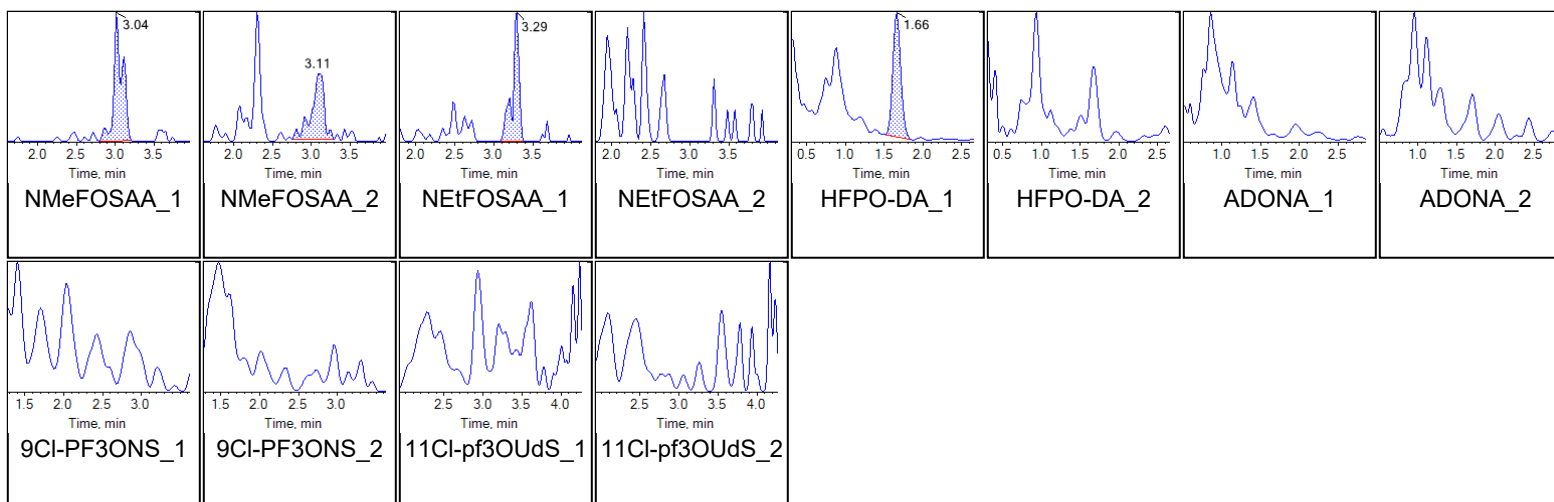 3.04
3.11
3.29
1.66
2.0 2.5 3.0 3.5
2.0 2.5 3.0 3.5
2.0 2.5 3.0 3.5
2.0 2.5 3.0 3.5
0.5 1.0 1.5 2.0 2.5
0.5 1.0 1.5 2.0 2.5
1.0 1.5 2.0 2.5
1.0 1.5 2.0 2.5
Time, min
Time, min
Time, min
Time, min
Time, min
Time, min
Time, min
Time, min
NMeFOSAA_1
NMeFOSAA_2
NEtFOSAA_1
NEtFOSAA_2
HFPO-DA_1
HFPO-DA_2
ADONA_1
ADONA_2
1.5 2.0 2.5 3.0
1.5 2.0 2.5 3.0
2.5 3.0 3.5 4.0
2.5 3.0 3.5 4.0
Time, min
Time, min
Time, min
Time, min
9Cl-PF3ONS_1
9Cl-PF3ONS_2
11Cl-pf3OUdS_1
11Cl-pf3OUdS_2